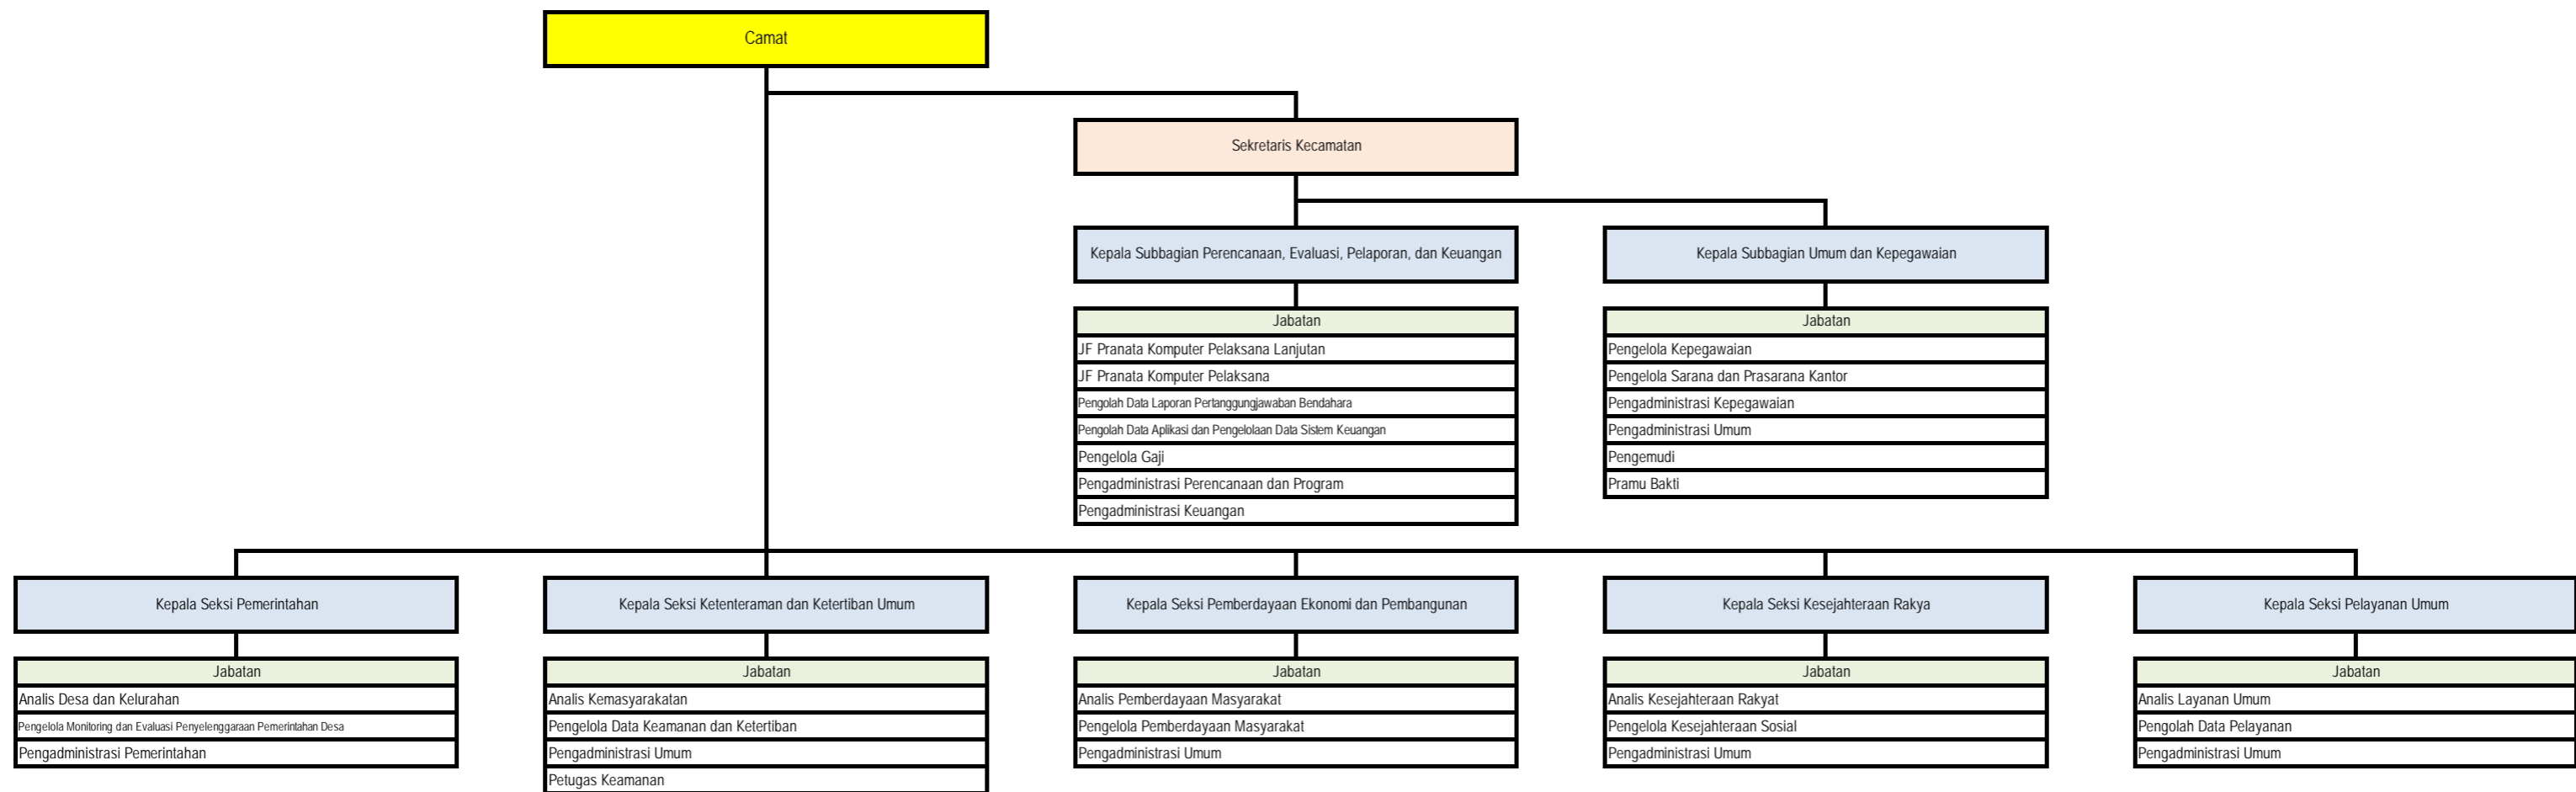 Camat
Sekretaris Kecamatan
Kepala Subbagian Perencanaan, Evaluasi, Pelaporan, dan Keuangan
Kepala Subbagian Umum dan Kepegawaian
Jabatan
JF Pranata Komputer Pelaksana Lanjutan
JF Pranata Komputer Pelaksana
Pengolah Data Laporan Pertanggungjawaban Bendahara
Pengolah Data Aplikasi dan Pengelolaan Data Sistem Keuangan
Pengelola Gaji
Pengadministrasi Perencanaan dan Program
Pengadministrasi Keuangan
Jabatan
Pengelola Kepegawaian
Pengelola Sarana dan Prasarana Kantor
Pengadministrasi Kepegawaian
Pengadministrasi Umum
Pengemudi
Pramu Bakti
Kepala Seksi Pemerintahan
Kepala Seksi Ketenteraman dan Ketertiban Umum
Kepala Seksi Pemberdayaan Ekonomi dan Pembangunan
Kepala Seksi Kesejahteraan Rakya
Kepala Seksi Pelayanan Umum
Jabatan
Analis Desa dan Kelurahan
Pengelola Monitoring dan Evaluasi Penyelenggaraan Pemerintahan Desa
Pengadministrasi Pemerintahan
Jabatan
Analis Kemasyarakatan
Pengelola Data Keamanan dan Ketertiban
Pengadministrasi Umum
Petugas Keamanan
Jabatan
Analis Pemberdayaan Masyarakat
Pengelola Pemberdayaan Masyarakat
Pengadministrasi Umum
Jabatan
Analis Kesejahteraan Rakyat
Pengelola Kesejahteraan Sosial
Pengadministrasi Umum
Jabatan
Analis Layanan Umum
Pengolah Data Pelayanan
Pengadministrasi Umum